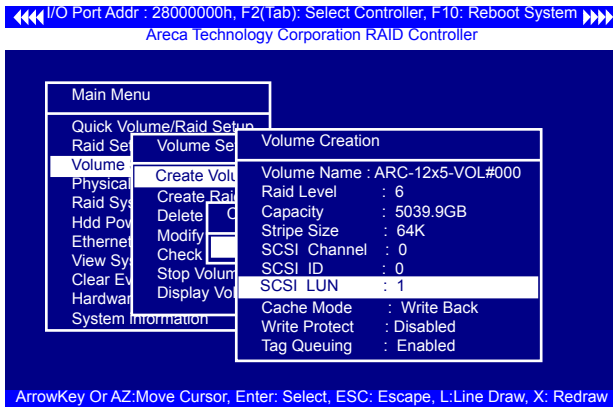 I/O Port Addr : 28000000h, F2(Tab): Select Controller, F10: Reboot System
Areca Technology Corporation RAID Controller
Main Menu
Quick Volume/Raid Setup
Raid Set
Volume
Physical
Raid Sys
Hdd Pow
Ethernet
View Sys
Clear Ev
Hardwar
System Information
Volume Se
Create Volu
Create Raid
Delete
Modify
Check
Stop Volum
Display Vol
C
Volume Creation
Volume Name : ARC-12x5-VOL#000
Raid Level : 6
Capacity : 5039.9GB
Stripe Size : 64K
SCSI Channel : 0
SCSI ID : 0
SCSI LUN : 1
Cache Mode : Write Back
Write Protect : Disabled
Tag Queuing : Enabled
ArrowKey Or AZ:Move Cursor, Enter: Select, ESC: Escape, L:Line Draw, X: Redraw